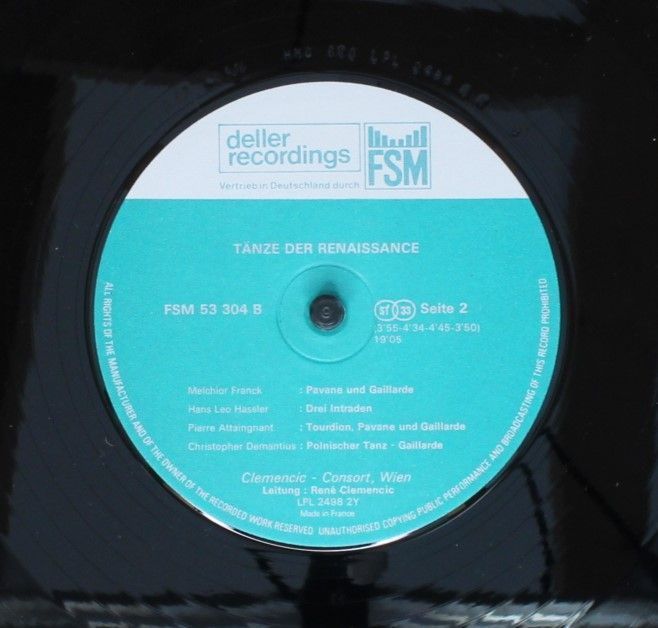 deller
recordings
FSM
Vertrieb in Deutschland durch
TÄNZE DER RENAISSANCE
FSM 53 304 B
ST 33 Seite 2
(3'55-4'34-4'45-3'50)
19'05
Melchior Franck : Pavane und Gaillarde
Hans Leo Hassler : Drei Intraden
Pierre Attaingnant : Tourdion, Pavane und Gaillarde
Christopher Demantius : Polnischer Tanz - Gaillarde
Clemencic - Consort, Wien
Leitung : René Clemencic
LPL 2498 2Y
Made in France
ALL RIGHTS OF THE MANUFACTURER AND OF THE OWNER OF THE RECORDED WORK RESERVED UNAUTHORISED COPYING PUBLIC PERFORMANCE AND BROADCASTING OF THIS RECORD PROHIBITED